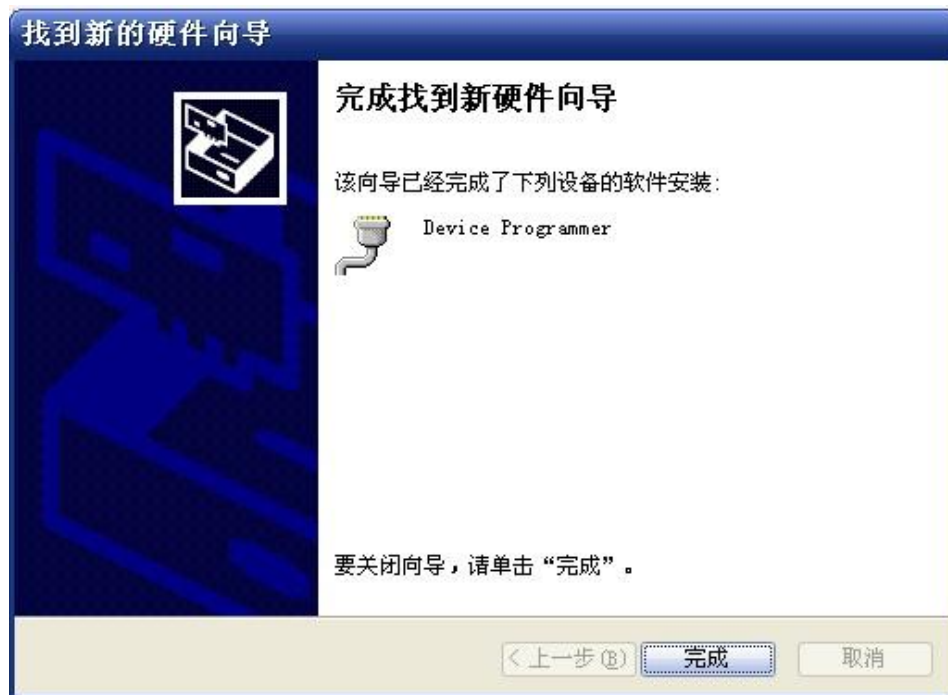 找到新的硬件向导
完成找到新硬件向导
该向导已经完成了下列设备的软件安装:
Device Programmer
要关闭向导,请单击“完成”。
< 上一步(B)
完成
取消